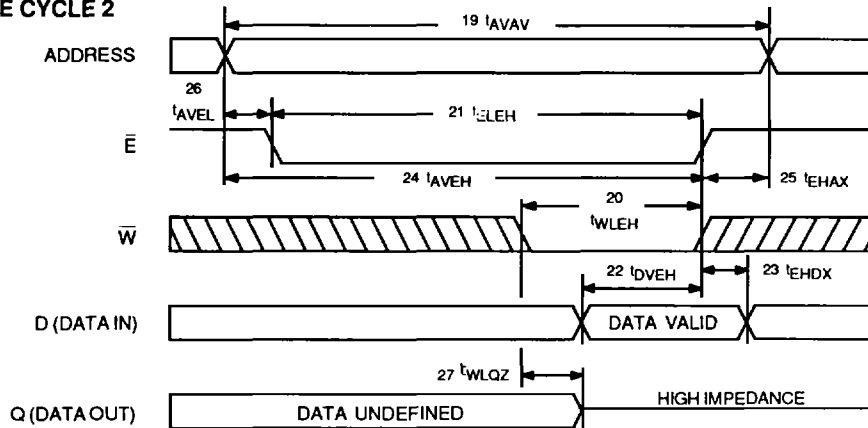 E CYCLE 2
19 tAVAV
ADDRESS
26
tAVEL
21 tELEH
E
24 tAVEH
25 tEHAX
20
tWLEH
W
22 tDVEH
23 tEHDX
D (DATA IN)
DATA VALID
27 tWLQZ
Q (DATA OUT)
DATA UNDEFINED
HIGH IMPEDANCE